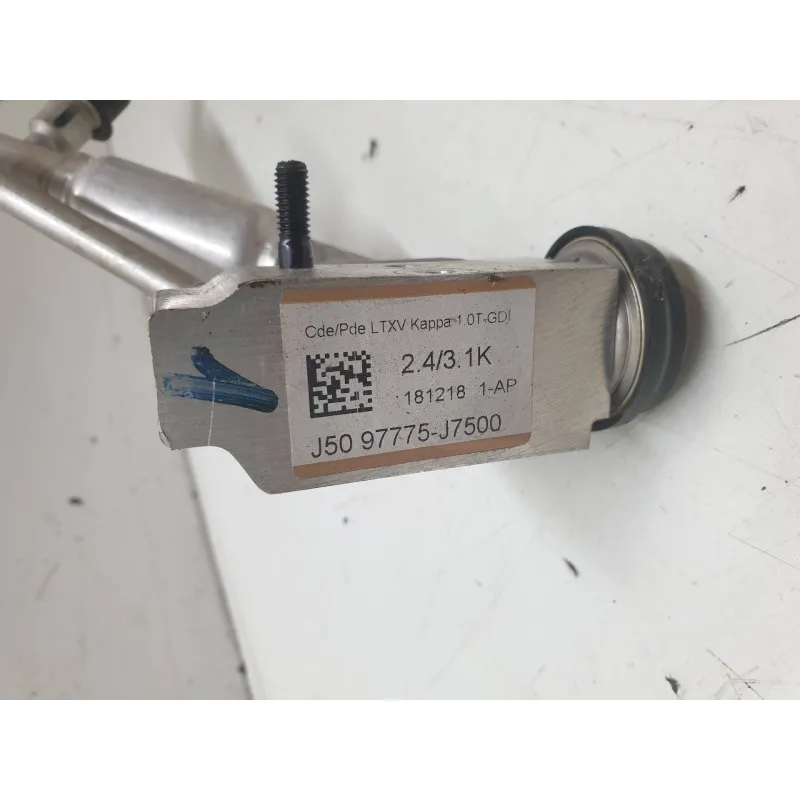 Cde/Pde LTXV Kappa 1.0T-GDI
2.4/3.1K
181218 1-AP
J50 97775-J7500